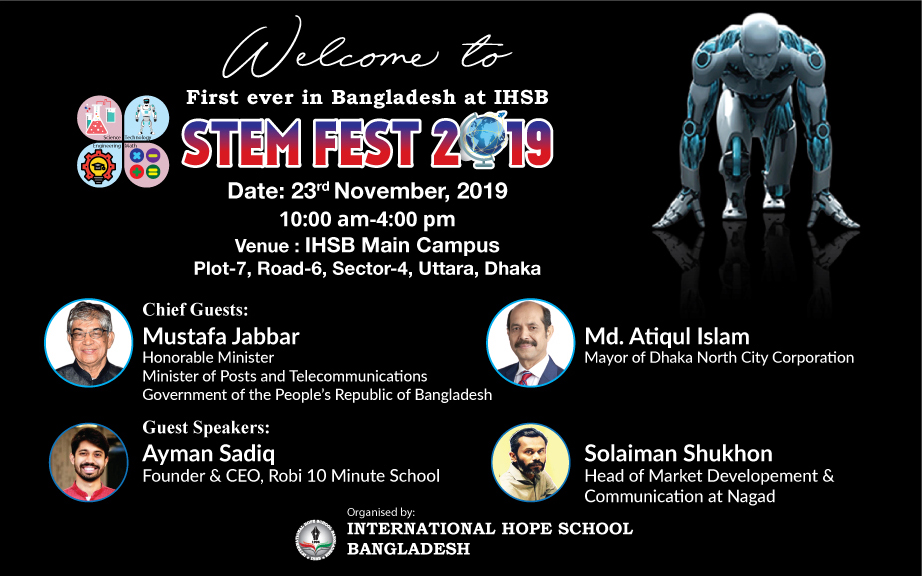 Welcome to
First ever in Bangladesh at IHSB
STEM FEST 2019
Science
Technology
Engineering
Math
Date: 23rd November, 2019
10:00 am-4:00 pm
Venue : IHSB Main Campus
Plot-7, Road-6, Sector-4, Uttara, Dhaka
Chief Guests:
Mustafa Jabbar
Honorable Minister
Minister of Posts and Telecommunications
Government of the People's Republic of Bangladesh
Md. Atiqul Islam
Mayor of Dhaka North City Corporation
Guest Speakers:
Ayman Sadiq
Founder & CEO, Robi 10 Minute School
Solaiman Shukhon
Head of Market Developement &
Communication at Nagad
Organised by:
INTERNATIONAL HOPE SCHOOL
BANGLADESH